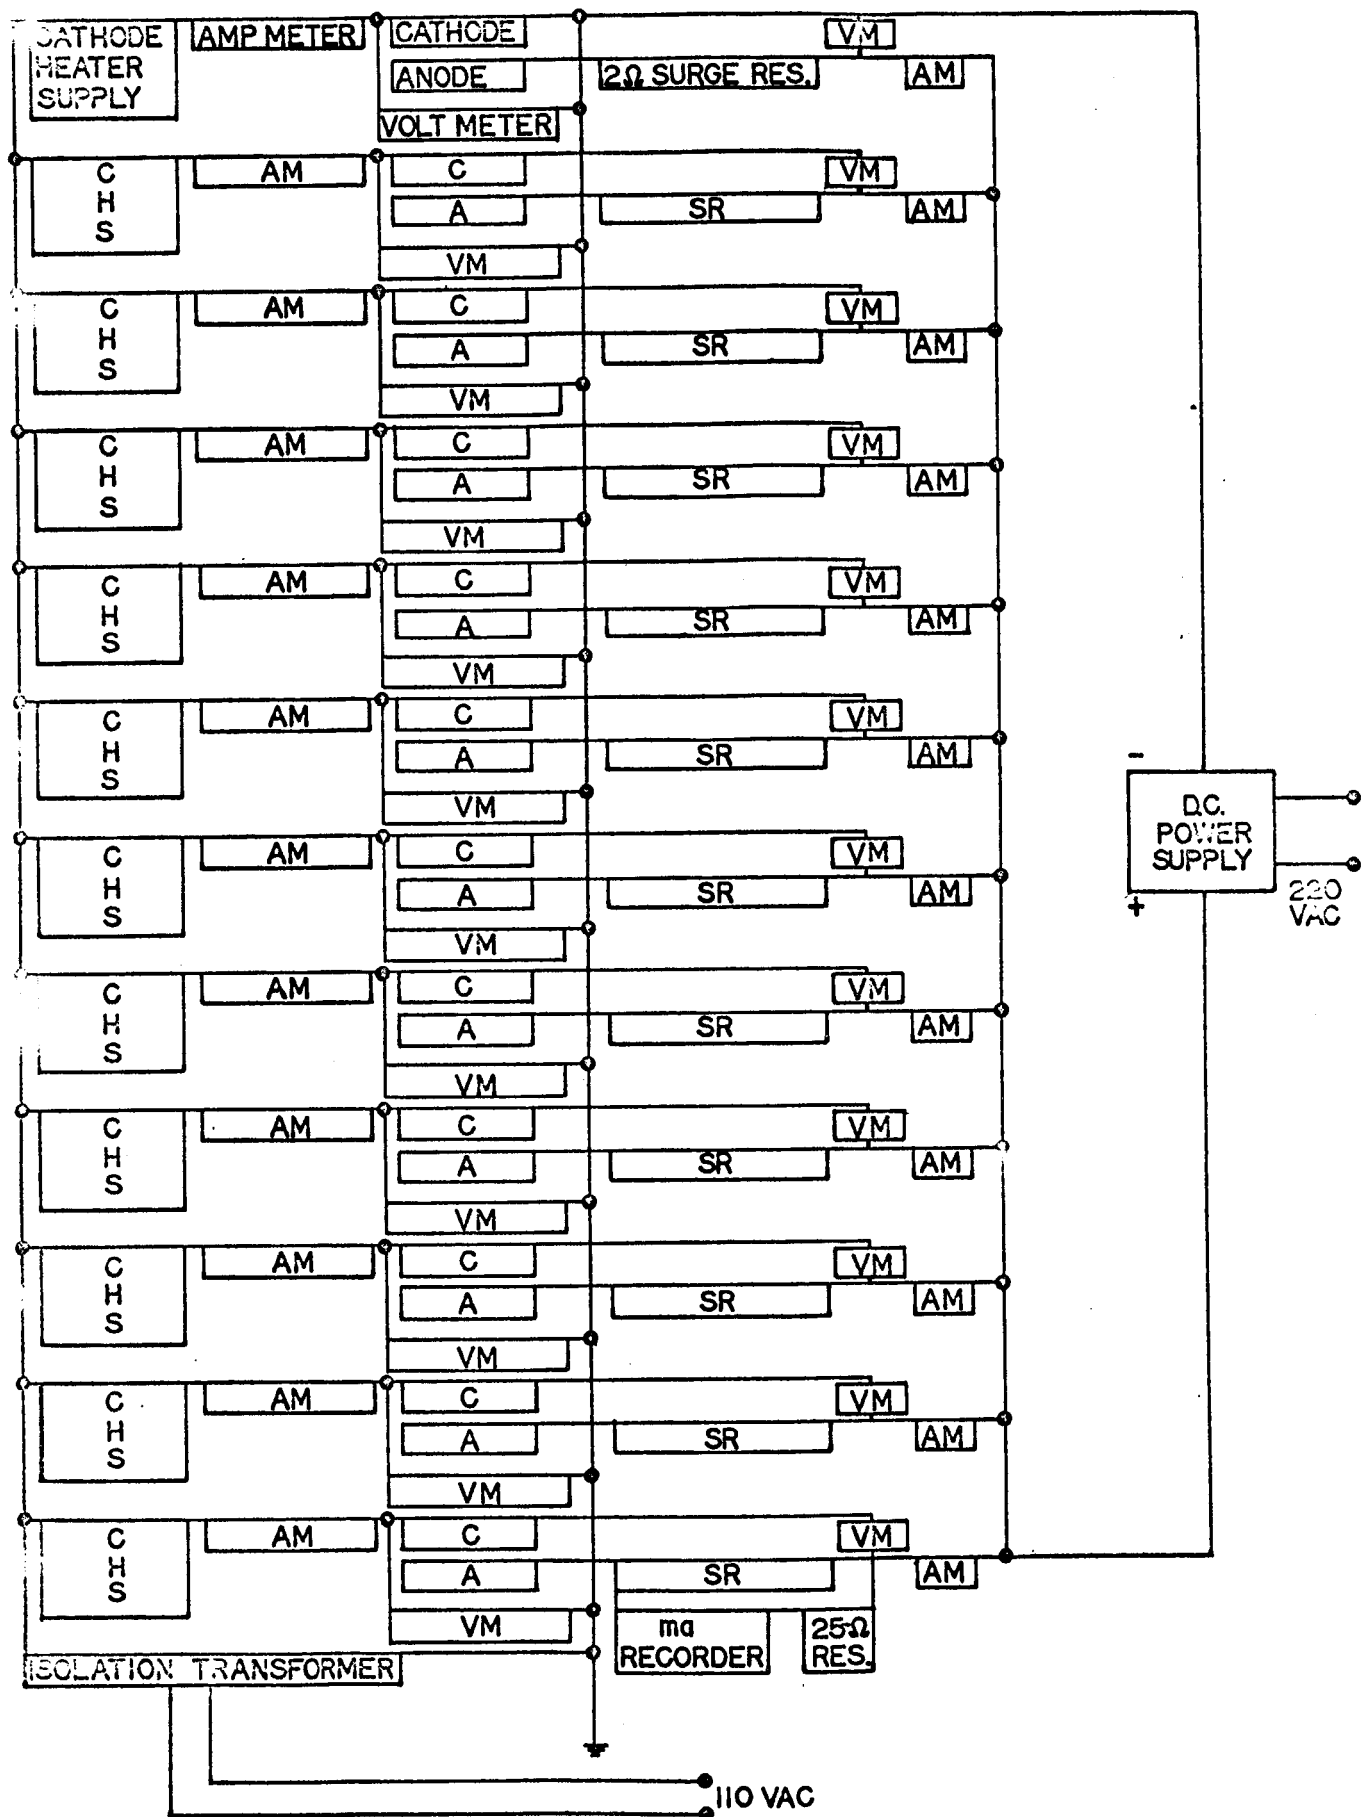 CATHODE HEATER SUPPLY
AMP METER
CATHODE
VM
ANODE
2Ω SURGE RES.
AM
VOLT METER
C H S
AM
C
VM
A
SR
AM
VM
C H S
AM
C
VM
A
SR
AM
VM
C H S
AM
C
VM
A
SR
AM
VM
C H S
AM
C
VM
A
SR
AM
VM
C H S
AM
C
VM
A
SR
AM
VM
C H S
AM
C
VM
A
SR
AM
VM
C H S
AM
C
VM
A
SR
AM
VM
C H S
AM
C
VM
A
SR
AM
VM
C H S
AM
C
VM
A
SR
AM
VM
C H S
AM
C
VM
A
SR
AM
VM
C H S
AM
C
VM
A
SR
AM
VM
ma
RECORDER
25Ω
RES.
ISOLATION TRANSFORMER
110 VAC
-
D.C.
POWER
SUPPLY
+
220
VAC